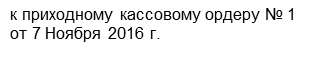 к приходному кассовому ордеру № 1
от 7 Ноября 2016 г.